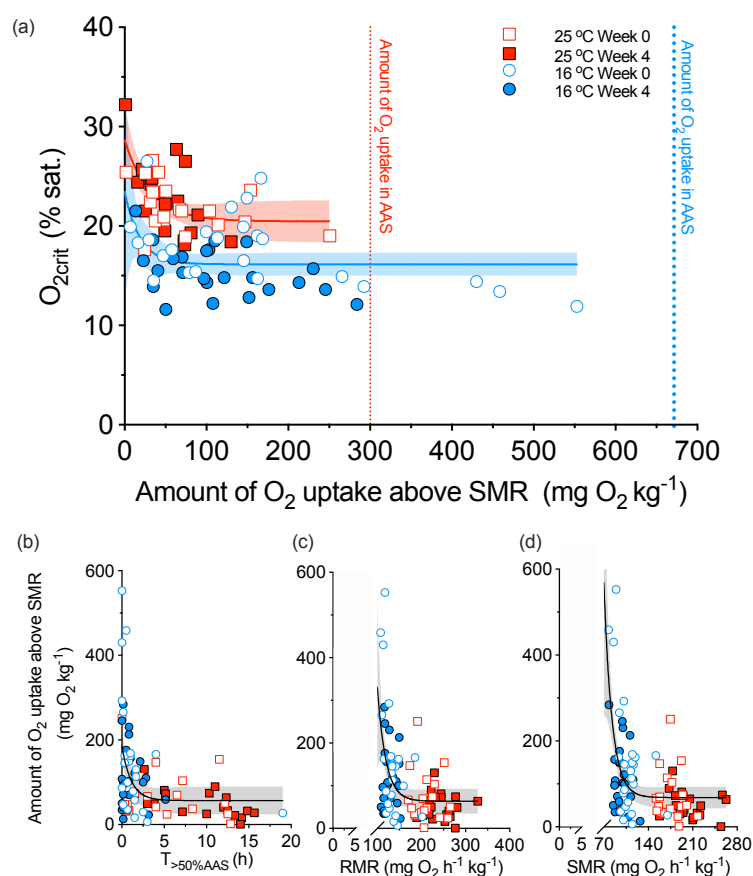 (a)
25 °C Week 0
25 °C Week 4
16 °C Week 0
16 °C Week 4
Amount of O2 uptake in AAS
Amount of O2 uptake in AAS
O2crit (% sat.)
40
30
20
10
0
0 100 200 300 400 500 600 700
Amount of O2 uptake above SMR (mg O2 kg-1)
(b)
(c)
(d)
Amount of O2 uptake above SMR
(mg O2 kg-1)
600
400
200
0
0 5 10 15 20
T>50%AAS (h)
600
400
200
0
0 5 100 200 300 400
RMR (mg O2 h-1 kg-1)
600
400
200
0
0 5 70 140 210 280
SMR (mg O2 h-1 kg-1)